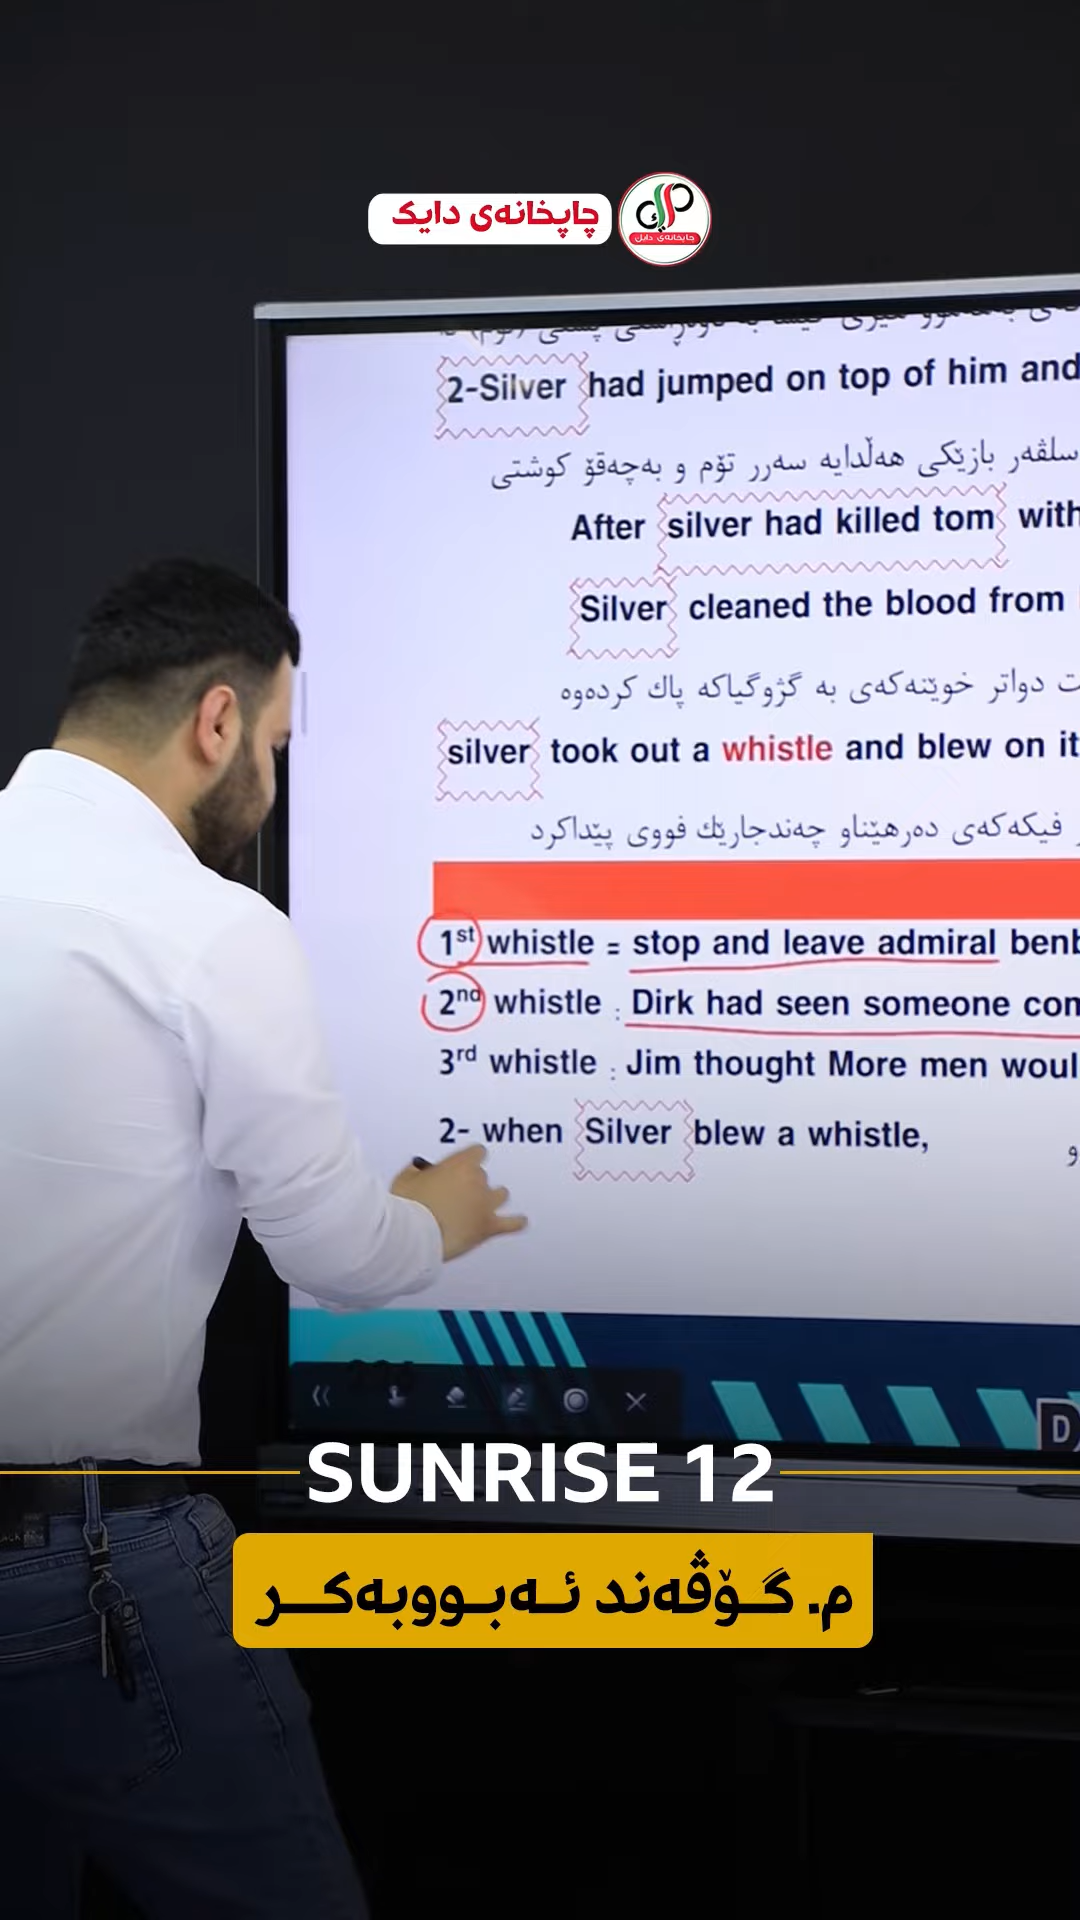 چاپخانەی دایک
چاپخانەی دایک
2-Silver had jumped on top of him and
سلڤەر بازێکی هەڵدایە سەرر تۆم و بەچەقۆ کوشتی
After silver had killed tom with
Silver cleaned the blood from
دواتر خوێنەکەی بە گژوگیاکە پاك کردەوە
silver took out a whistle and blew on it
فیکەکەی دەرهێناو چەندجارێك فووی پێداکرد
1st whistle = stop and leave admiral benb
2nd whistle : Dirk had seen someone com
3rd whistle : Jim thought More men woul
2- when Silver blew a whistle,
و
SUNRISE 12
م. گۆڤەند ئەبووبەکر